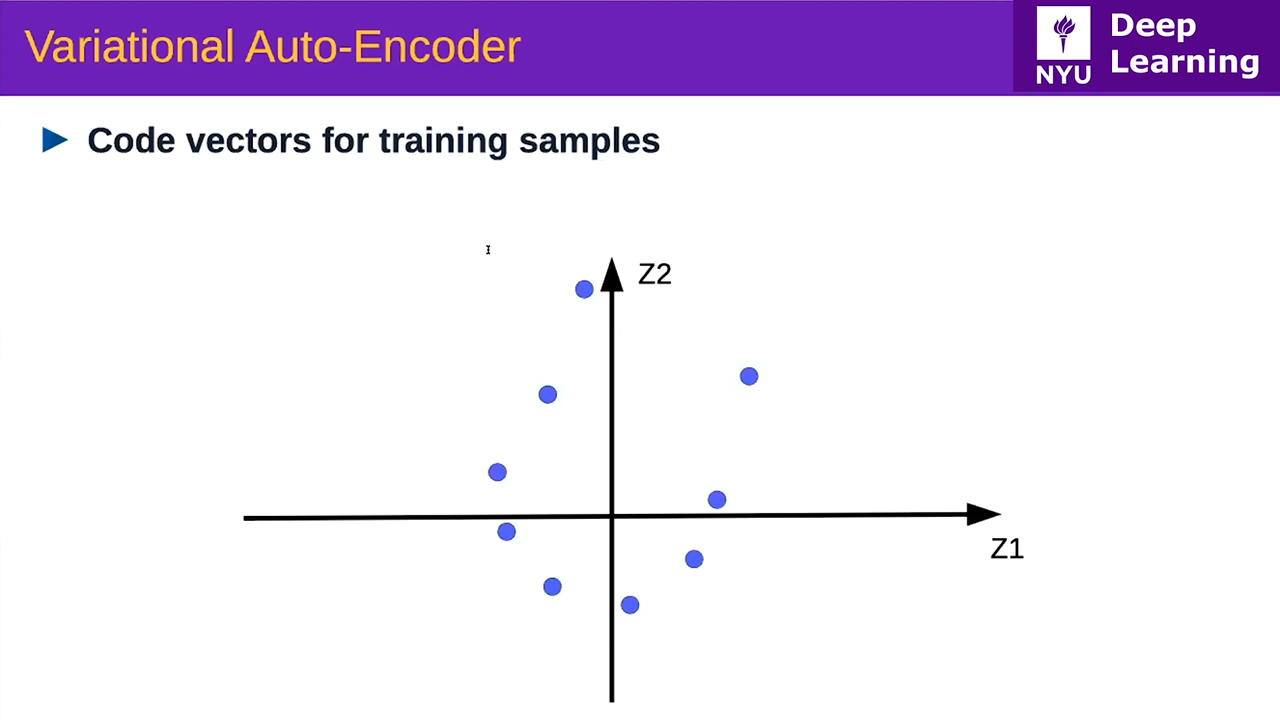 Variational Auto-Encoder
NYU
Deep
Learning
Code vectors for training samples
Z2
Z1